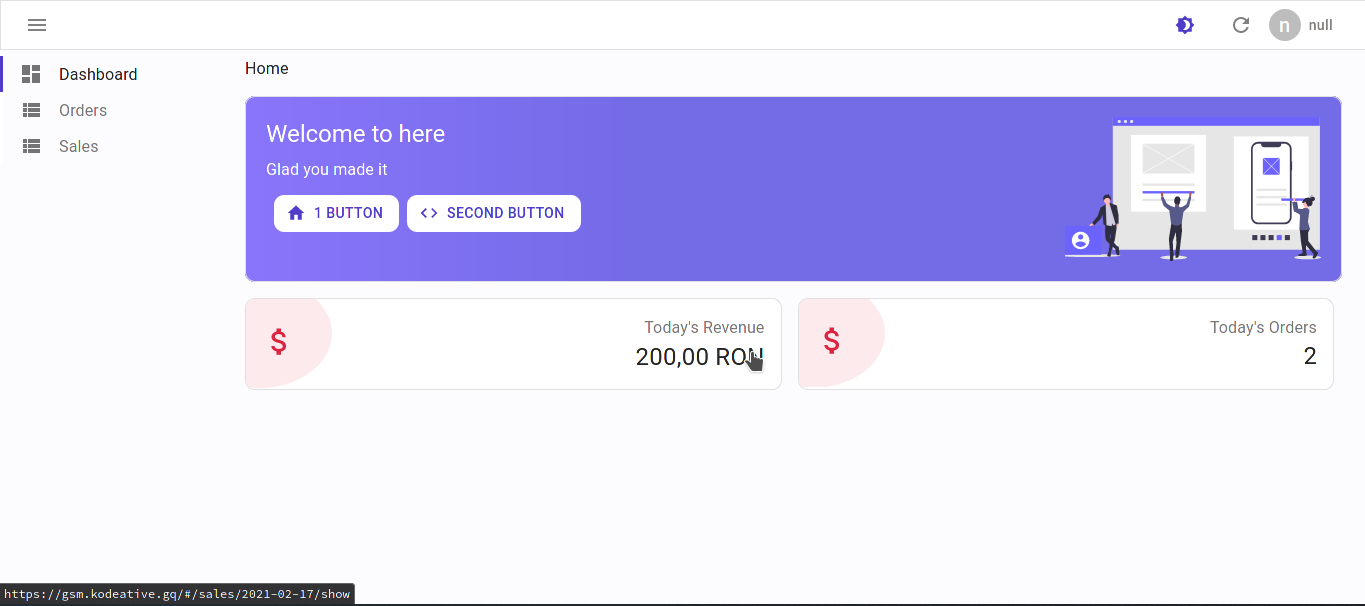 n null
Dashboard
Orders
Sales
Home
Welcome to here
Glad you made it
1 BUTTON
SECOND BUTTON
$
Today's Revenue
200,00 RON
$
Today's Orders
2
https://gsm.kodeative.gq/#/sales/2021-02-17/show